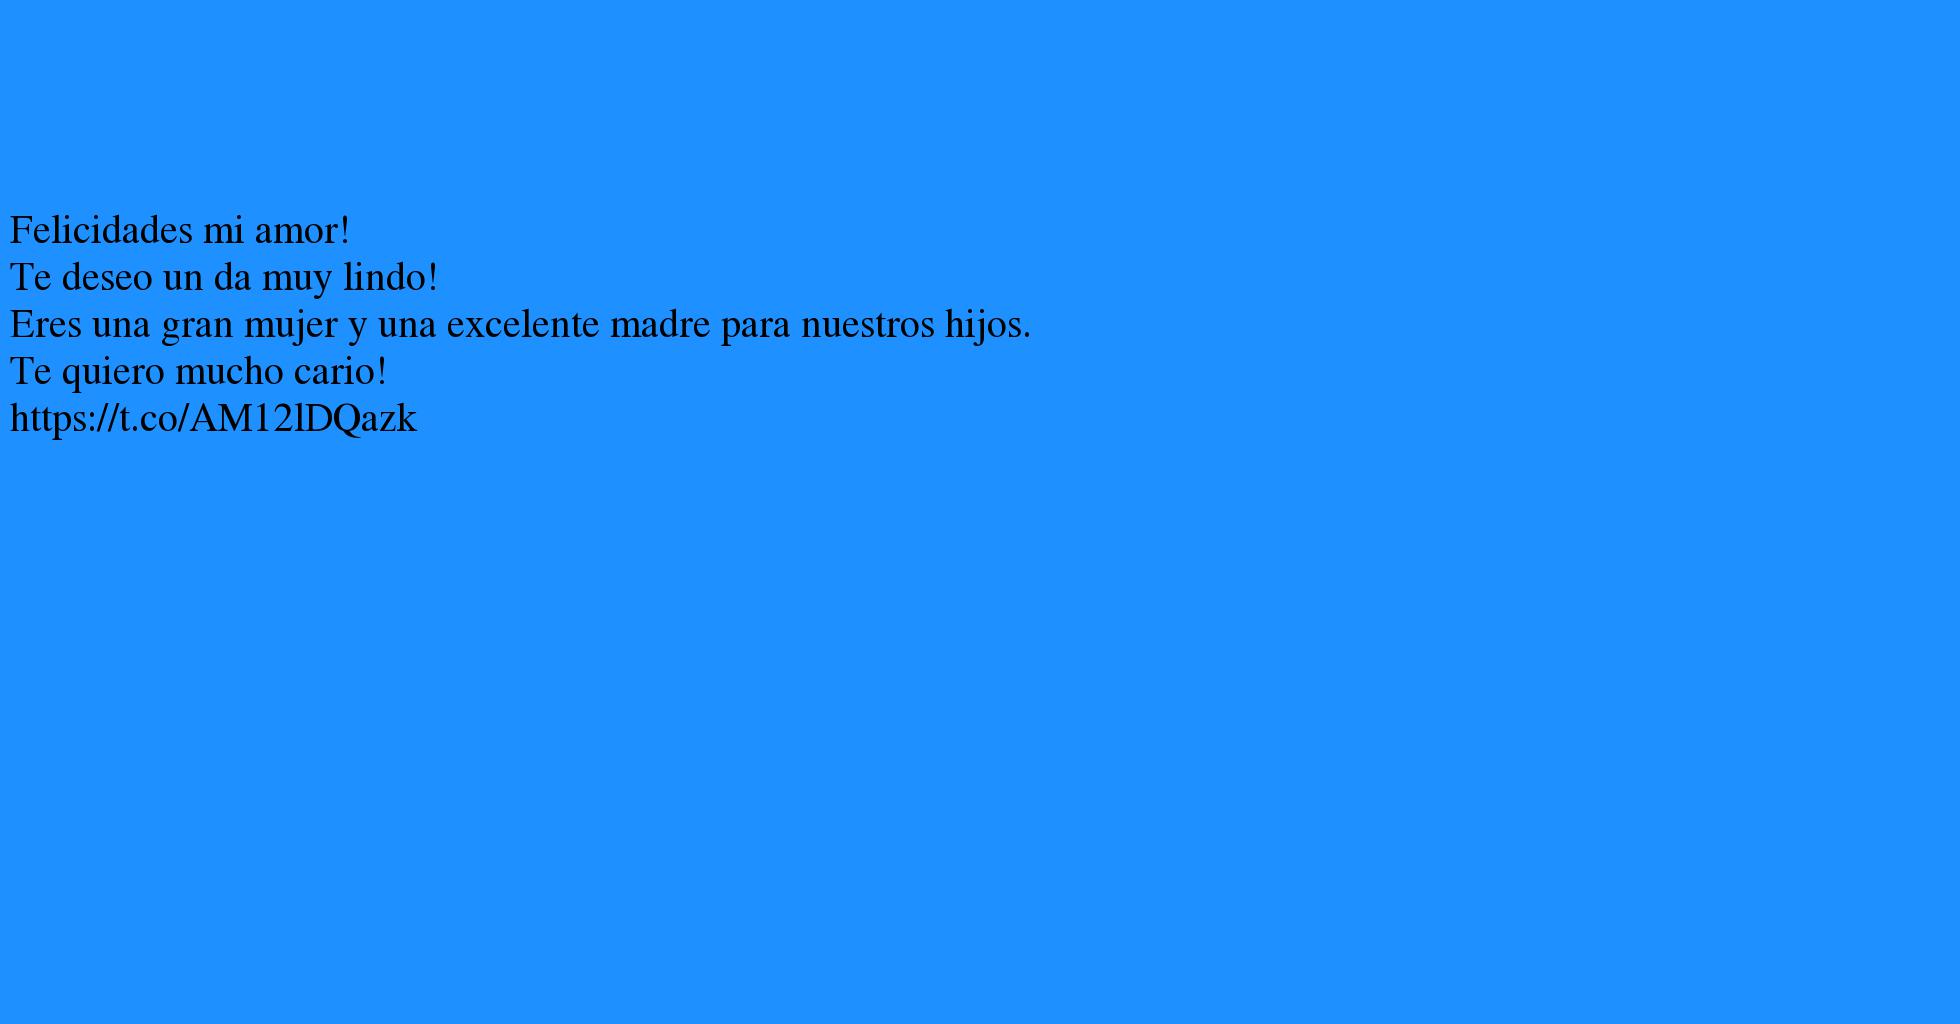 Felicidades mi amor!
Te deseo un da muy lindo!
Eres una gran mujer y una excelente madre para nuestros hijos.
Te quiero mucho cario!
https://t.co/AM12lDQazk